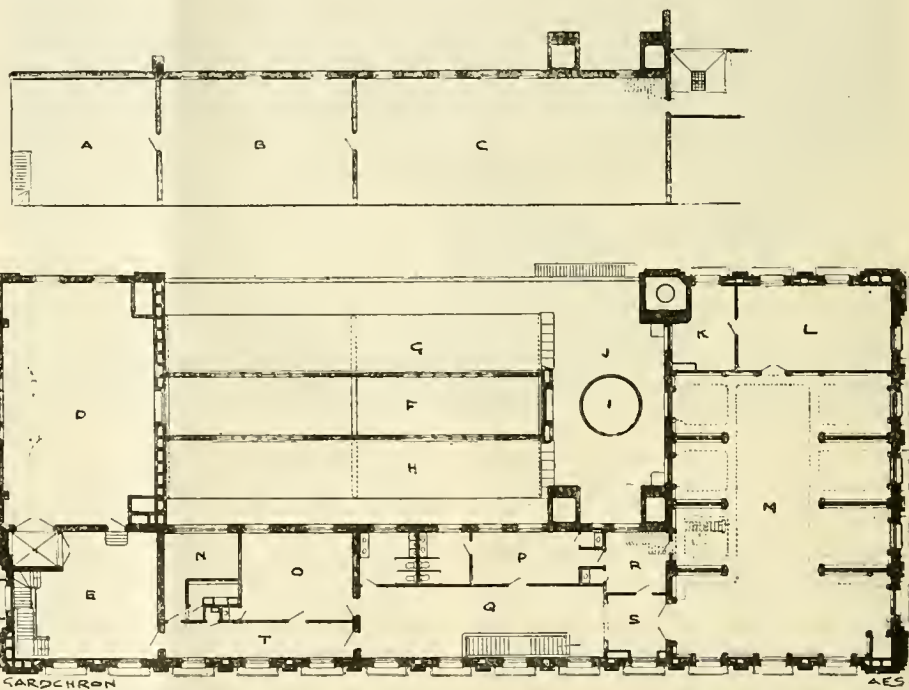 A B C
G
K L
J
D F I
H M
N O P R
E Q
S
T
GARDCHRON AES